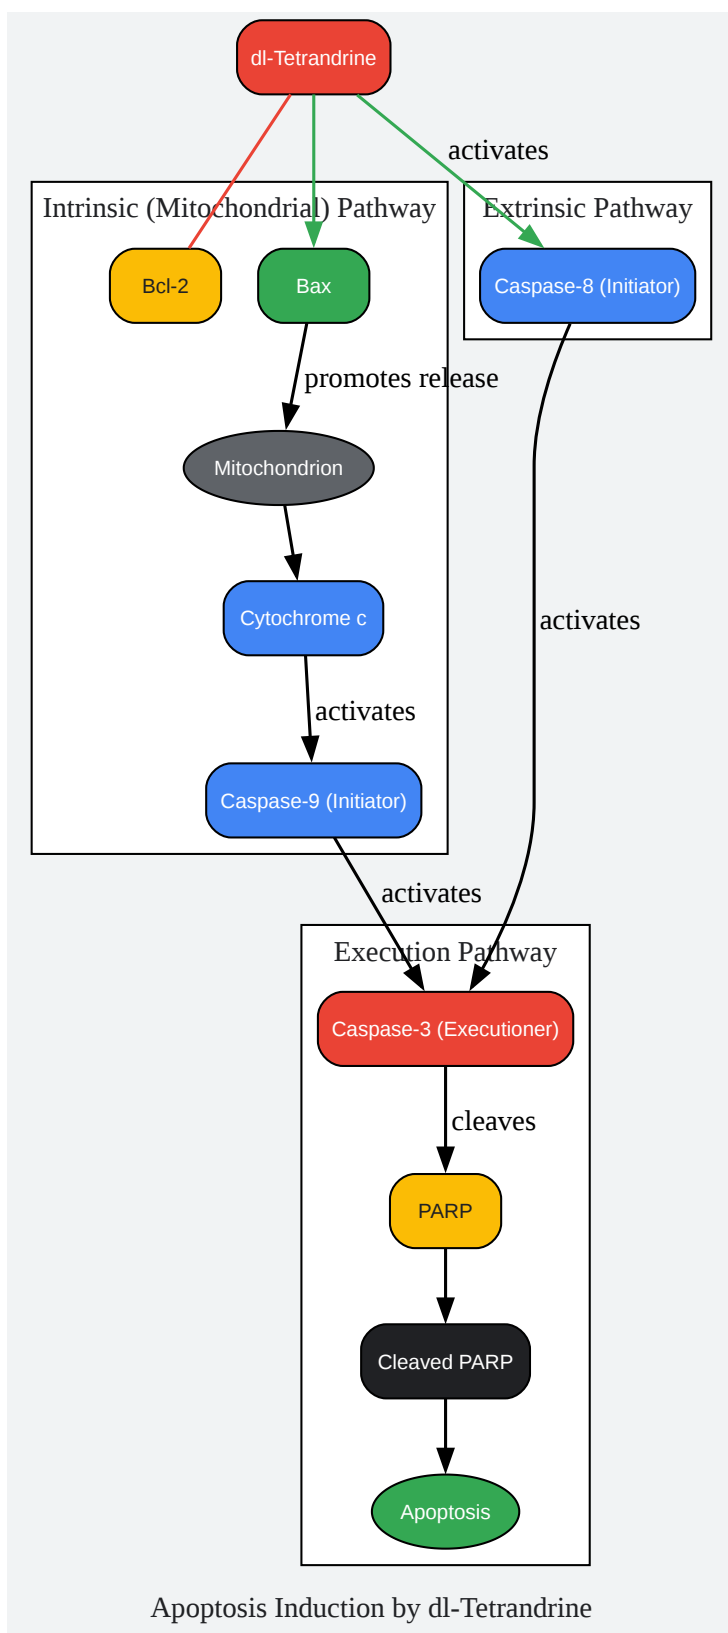 dl-Tetrandrine
activates
Intrinsic (Mitochondrial) Pathway
Extrinsic Pathway
Bcl-2
Bax
Caspase-8 (Initiator)
promotes release
Mitochondrion
Cytochrome c
activates
activates
Caspase-9 (Initiator)
activates
Execution Pathway
Caspase-3 (Executioner)
cleaves
PARP
Cleaved PARP
Apoptosis
Apoptosis Induction by dl-Tetrandrine